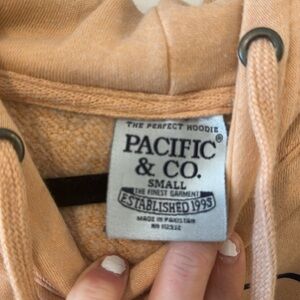 THE PERFECT HOODIE
PACIFIC®
& CO.
SMALL
THE FINEST GARMENT
ESTABLISHED 1993
MADE IN PAKISTAN